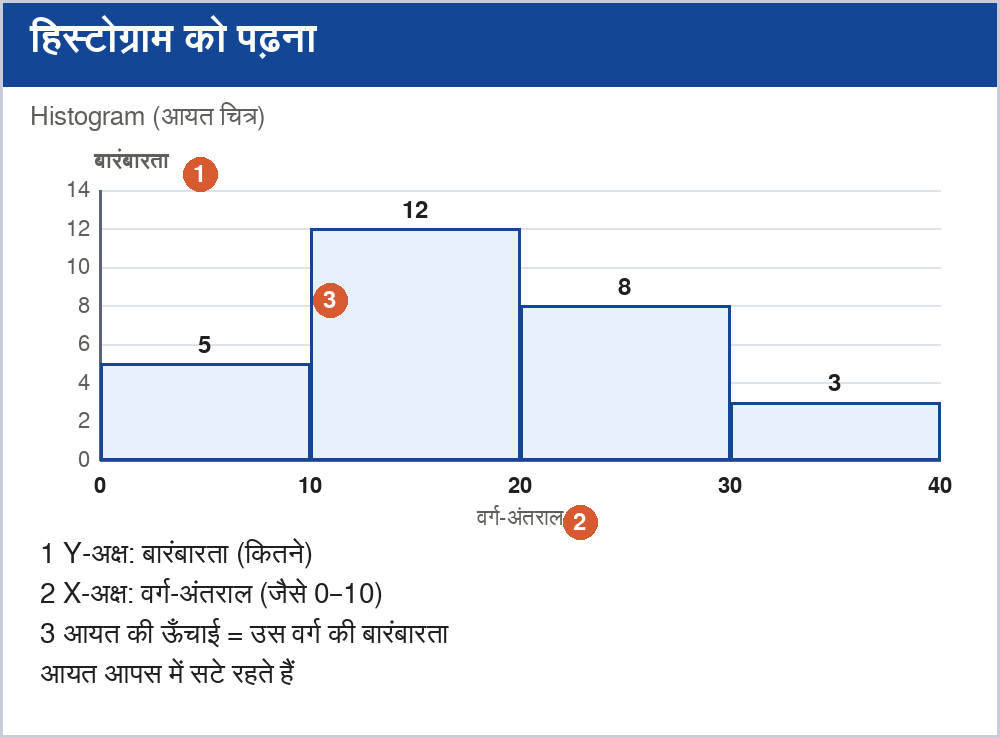 हिस्टोग्राम को पढ़ना
Histogram (आयत चित्र)
बारंबारता 1
14
12
10
8
6
4
2
0
5
12
3
8
3
0 10 20 30 40
वर्ग-अंतराल 2
1 Y-अक्ष: बारंबारता (कितने)
2 X-अक्ष: वर्ग-अंतराल (जैसे 0–10)
3 आयत की ऊँचाई = उस वर्ग की बारंबारता
आयत आपस में सटे रहते हैं